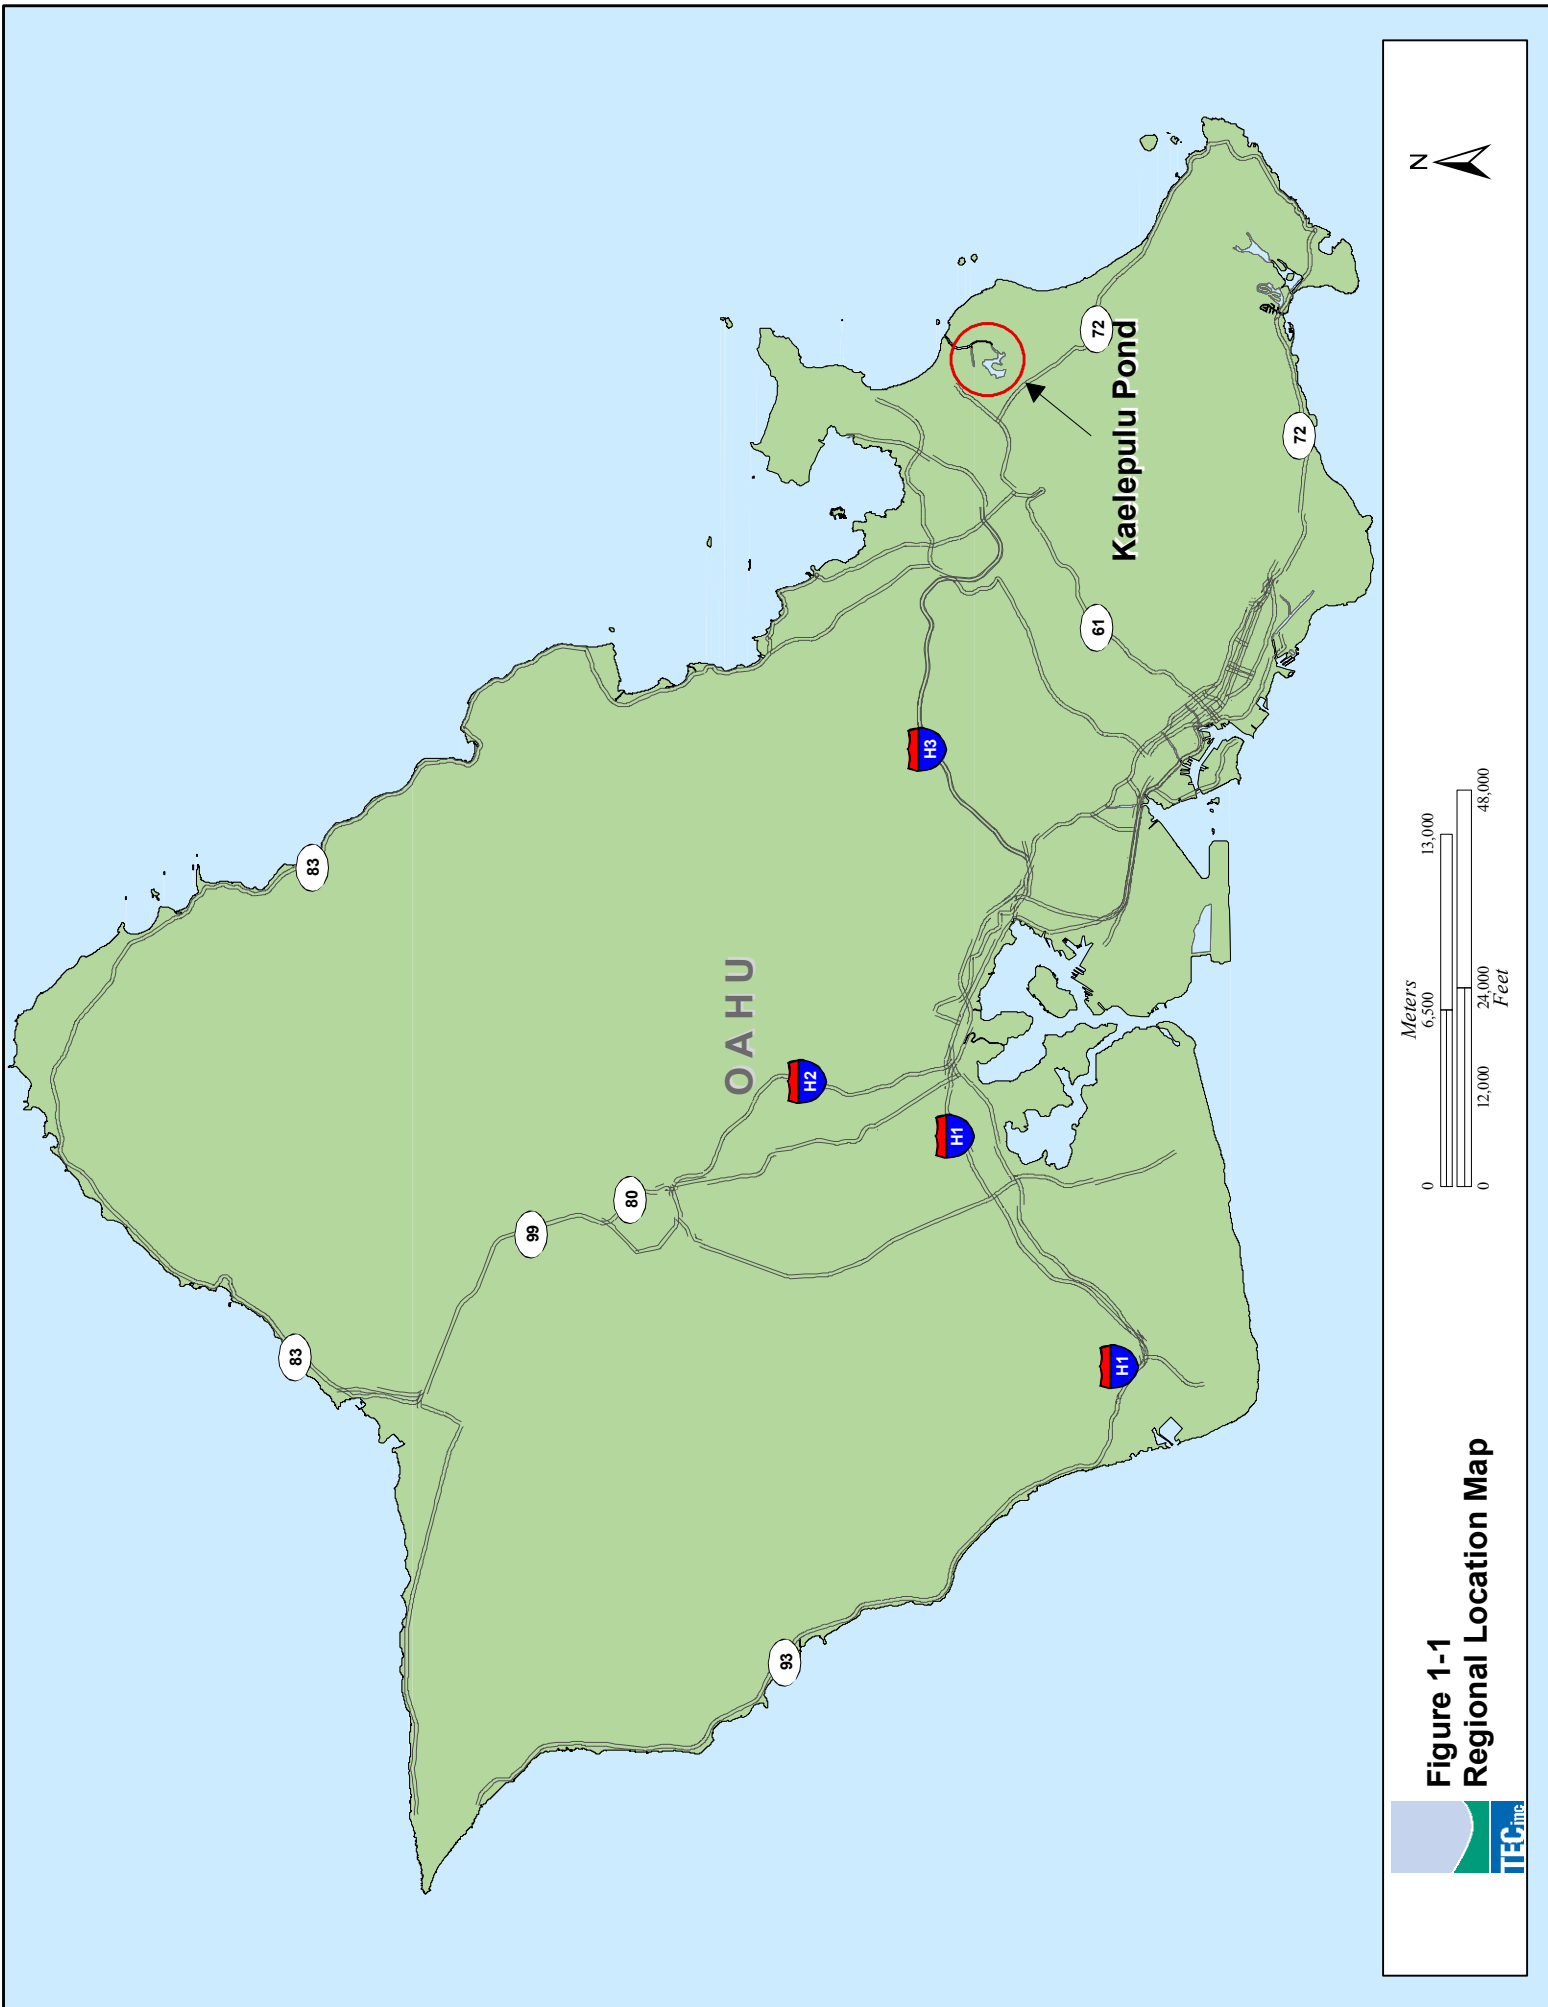 83
83
99
80
OAHU
H2
H3
H1
93
H1
61
72
Kaelepulu Pond
72
N
TEC inc
Figure 1-1
Regional Location Map
Meters
0 6,500 13,000
0 12,000 24,000 48,000
Feet